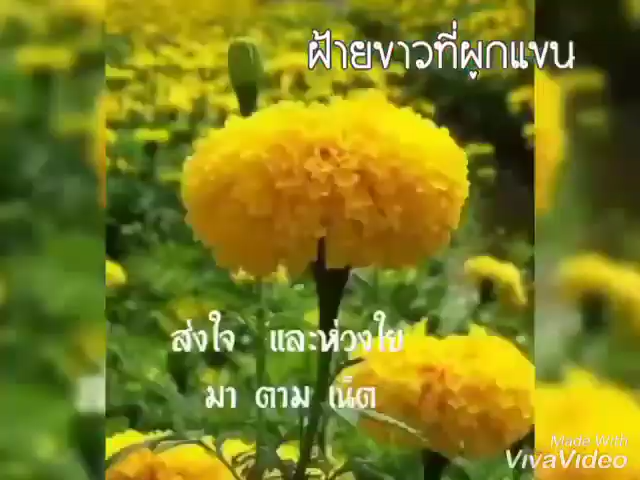 ฝ้ายขาวที่ผูกแขน
ส่งใจ และห่วงใย
มา ตาม เน็ต
Made With
VivaVideo